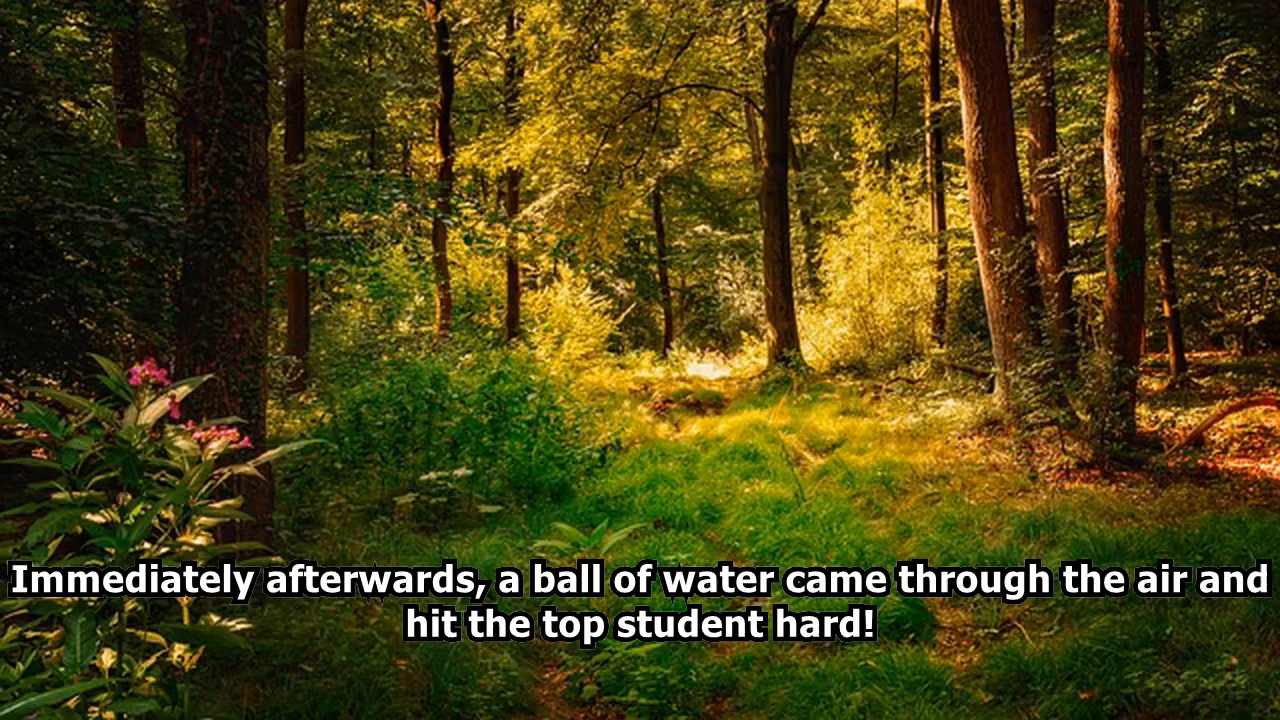 Immediately afterwards, a ball of water came through the air and
hit the top student hard!